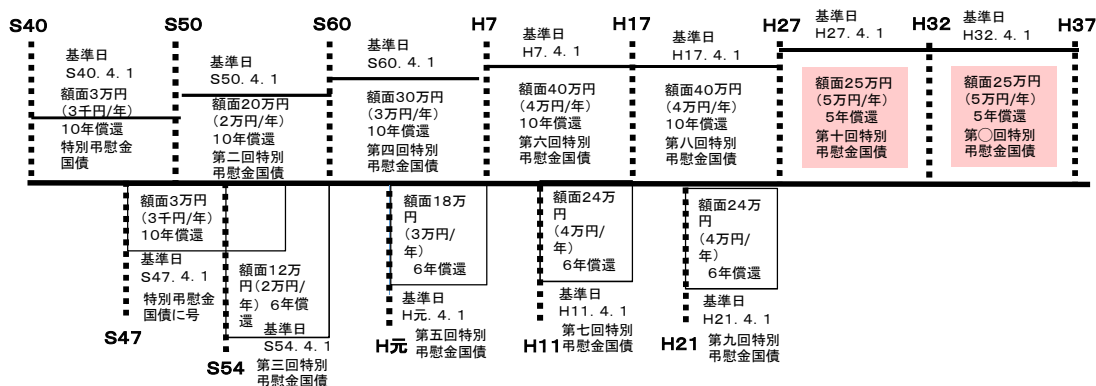 S40
S50
S60
H7
H17
H27
H32
H37
基準日
S40．4．1
額面3万円
(3千円/年)
10年償還
特別弔慰金
国債
基準日
S50．4．1
額面20万円
(2万円/年)
10年償還
第二回特別
弔慰金国債
基準日
S60．4．1
額面30万円
(3万円/年)
10年償還
第四回特別
弔慰金国債
基準日
H7．4．1
額面40万円
(4万円/年)
10年償還
第六回特別
弔慰金国債
基準日
H17．4．1
額面40万円
(4万円/年)
10年償還
第八回特別
弔慰金国債
基準日
H27．4．1
額面25万円
(5万円/年)
5年償還
第十回特別
弔慰金国債
基準日
H32．4．1
額面25万円
(5万円/年)
5年償還
第○回特別
弔慰金国債
額面3万円
(3千円/年)
10年償還
基準日
S47．4．1
特別弔慰金
国債に号
S47
額面12万
円(2万円/
年) 6年償
還
基準日
S54．4．1
S54
第三回特別
弔慰金国債
額面18万
円
(3万円/
年)
6年償還
基準日
H元．4．1
H元
第五回特別
弔慰金国債
額面24万
円
(4万円/
年)
6年償還
基準日
H11．4．1
H11
第七回特別
弔慰金国債
額面24万
円
(4万円/
年)
6年償還
基準日
H21．4．1
H21
第九回特別
弔慰金国債